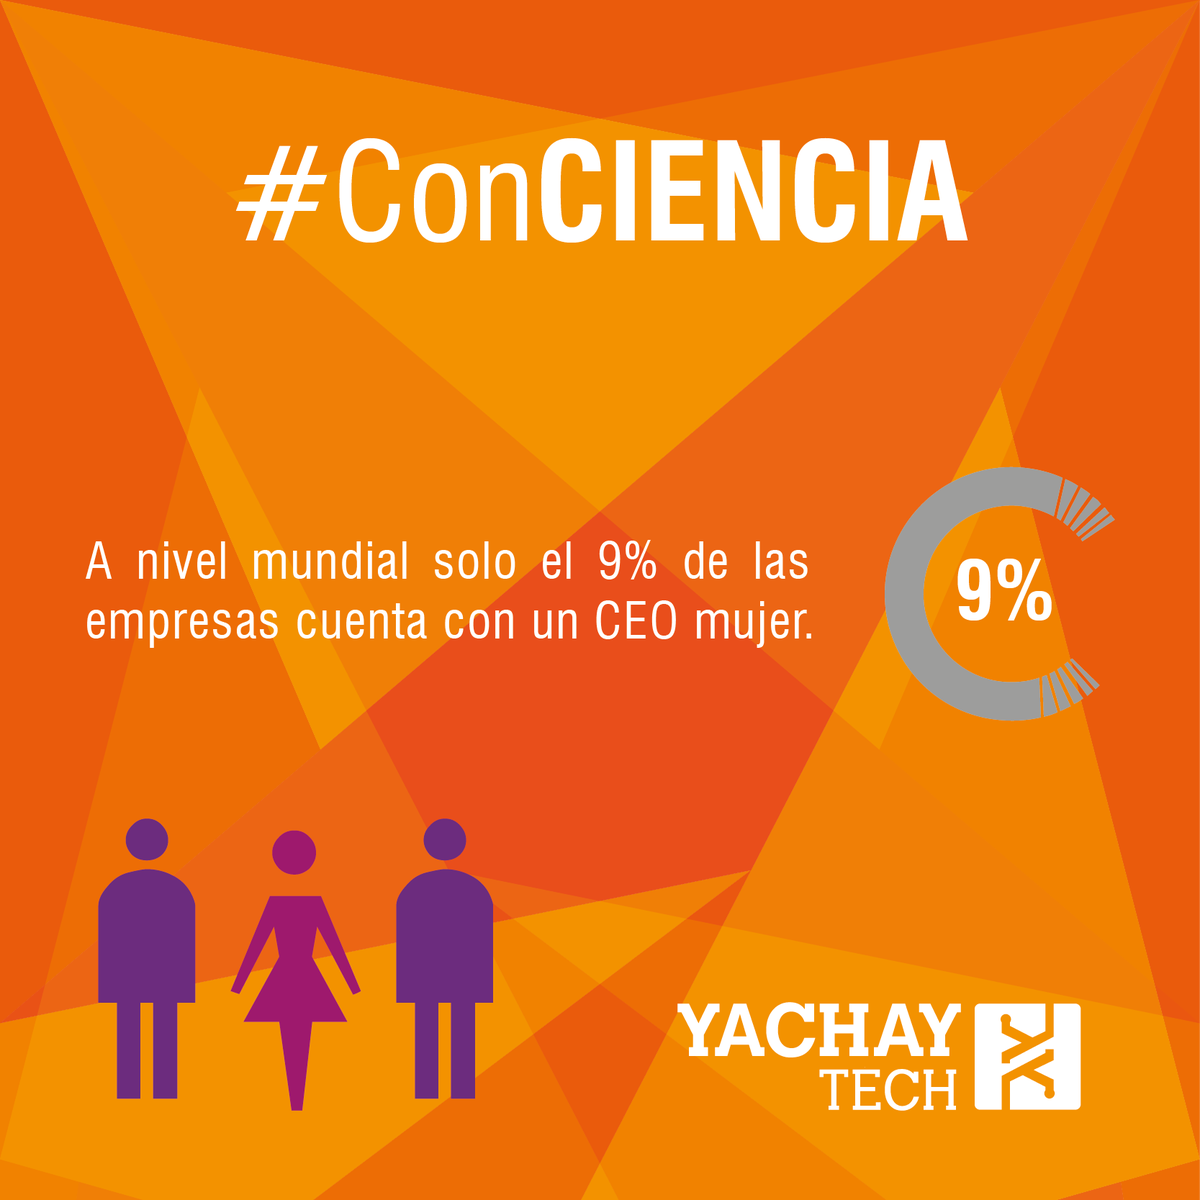 #ConCIENCIA
A nivel mundial solo el 9% de las
empresas cuenta con un CEO mujer.
9%
YACHAY
TECH